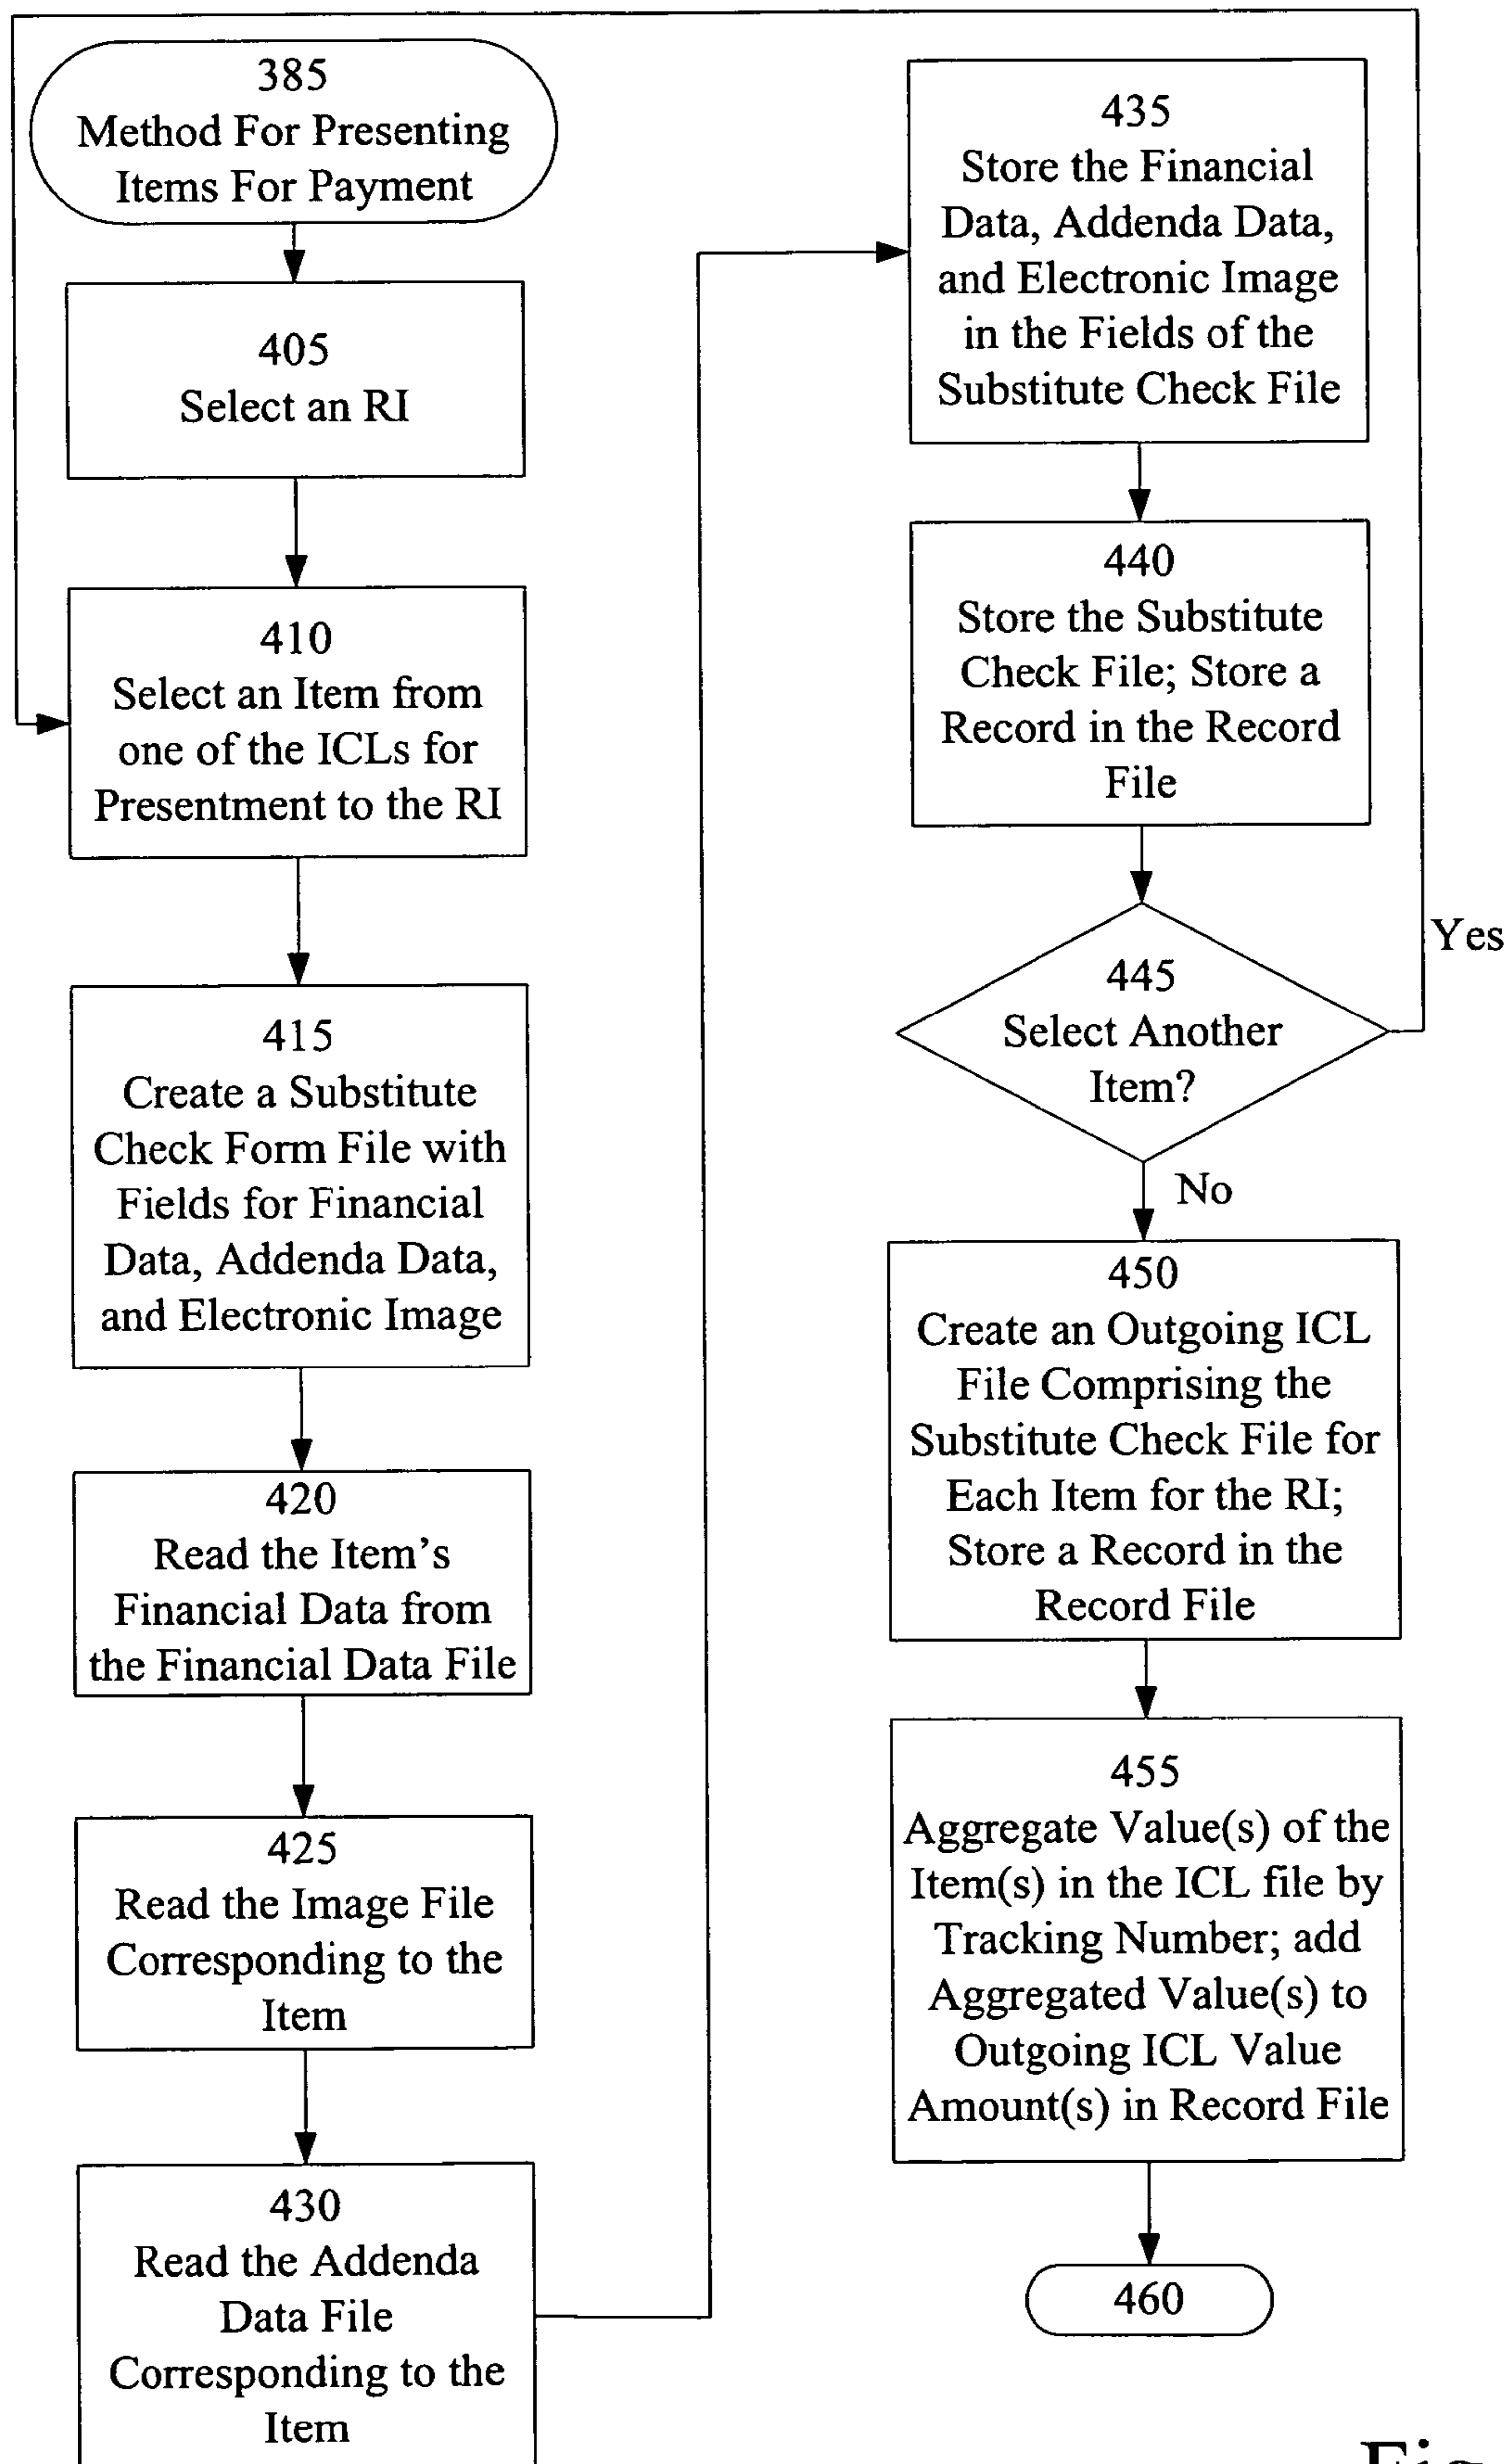 385
Method For Presenting
Items For Payment
405
Select an RI
410
Select an Item from
one of the ICLs for
Presentment to the RI
415
Create a Substitute
Check Form File with
Fields for Financial
Data, Addenda Data,
and Electronic Image
420
Read the Item's
Financial Data from
the Financial Data File
425
Read the Image File
Corresponding to the
Item
430
Read the Addenda
Data File
Corresponding to the
Item
435
Store the Financial
Data, Addenda Data,
and Electronic Image
in the Fields of the
Substitute Check File
440
Store the Substitute
Check File; Store a
Record in the Record
File
445
Select Another
Item?
Yes
No
450
Create an Outgoing ICL
File Comprising the
Substitute Check File for
Each Item for the RI;
Store a Record in the
Record File
455
Aggregate Value(s) of the
Item(s) in the ICL file by
Tracking Number; add
Aggregated Value(s) to
Outgoing ICL Value
Amount(s) in Record File
460